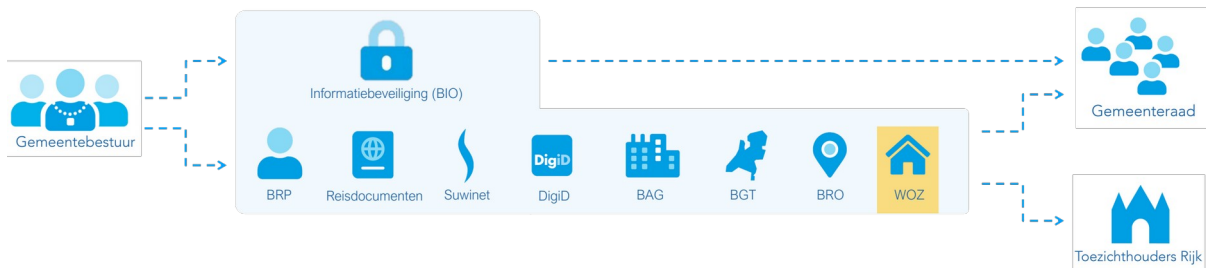 Gemeentebestuur
Informatiebeveiliging (BIO)
BRP
Reisdocumenten
Suwinet
DigiD
DigiD
BAG
BGT
BRO
WOZ
Gemeenteraad
Toezichthouders Rijk